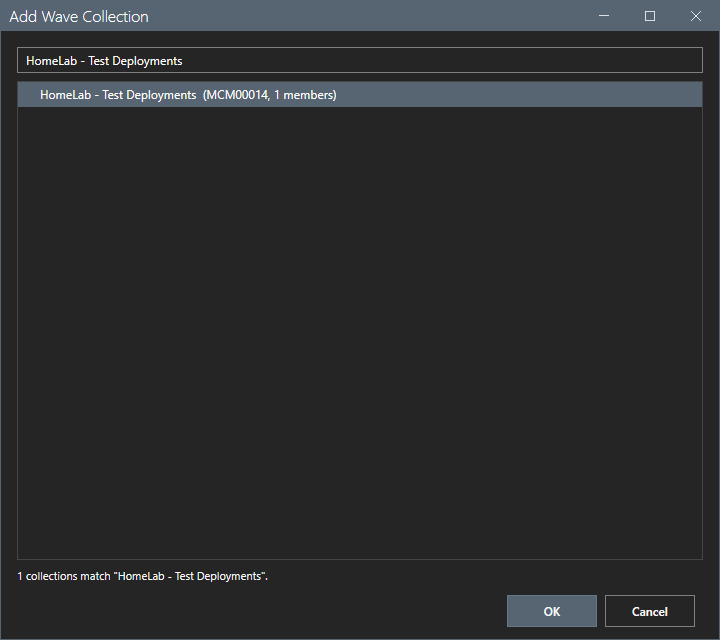 Add Wave Collection
HomeLab - Test Deployments
HomeLab - Test Deployments (MCM00014, 1 members)
1 collections match "HomeLab - Test Deployments".
OK
Cancel